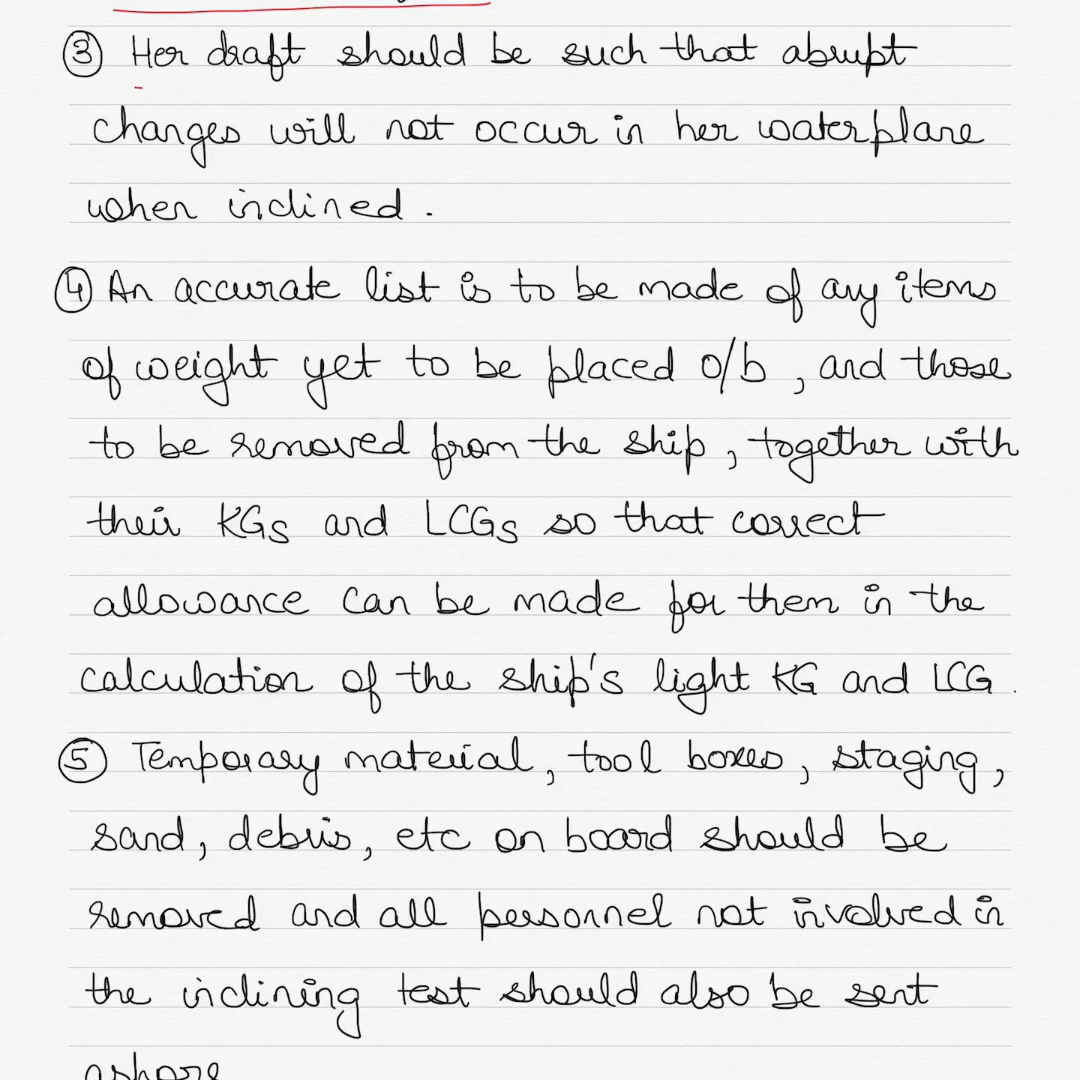 ③ Her draft should be such that abrupt
changes will not occur in her waterplane
when inclined.
④ An accurate list is to be made of any items
of weight yet to be placed o/b, and those
to be removed from the ship, together with
their KGs and LCGs so that correct
allowance can be made for them in the
calculation of the ship's light KG and LCG.
⑤ Temporary material, tool boxes, staging,
sand, debris, etc on board should be
removed and all personnel not involved in
the inclining test should also be sent
ashore